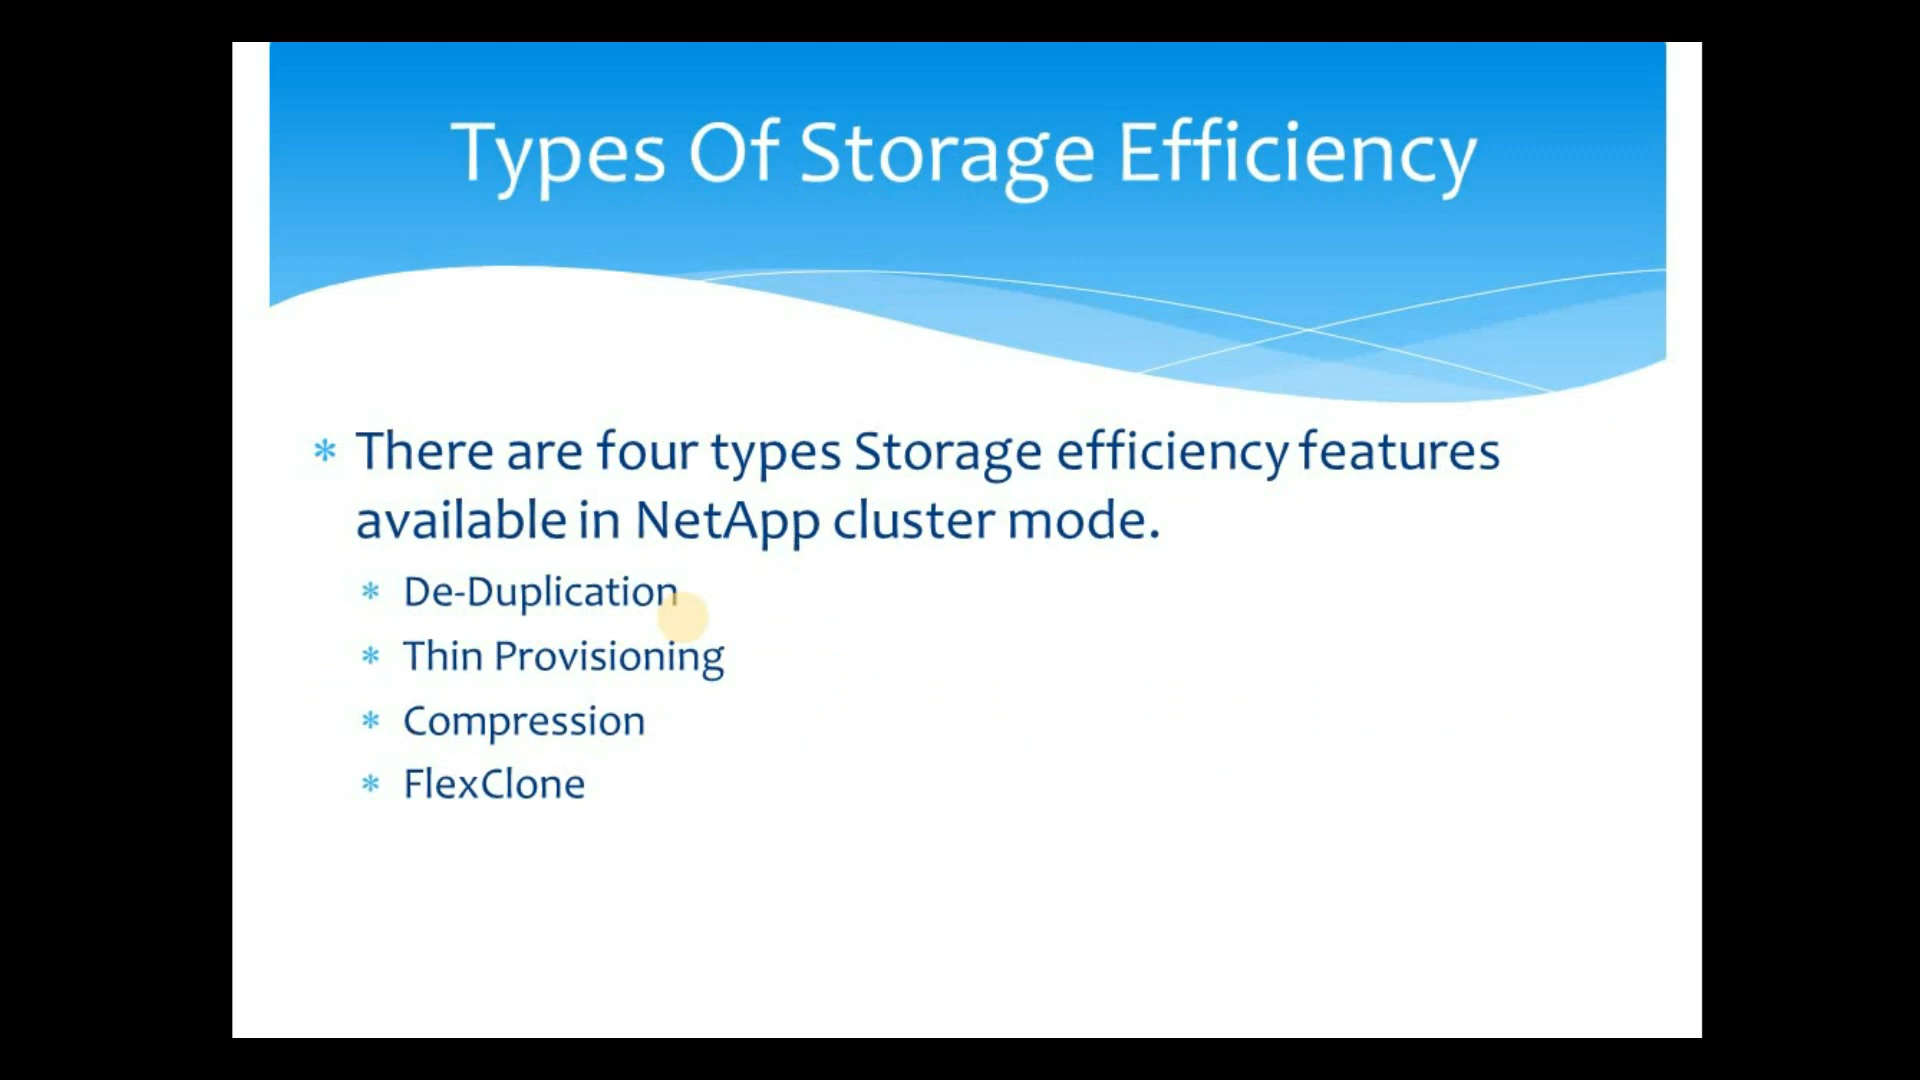 Types Of Storage Efficiency
* There are four types Storage efficiency features
available in NetApp cluster mode.
* De-Duplication
* Thin Provisioning
* Compression
* FlexClone